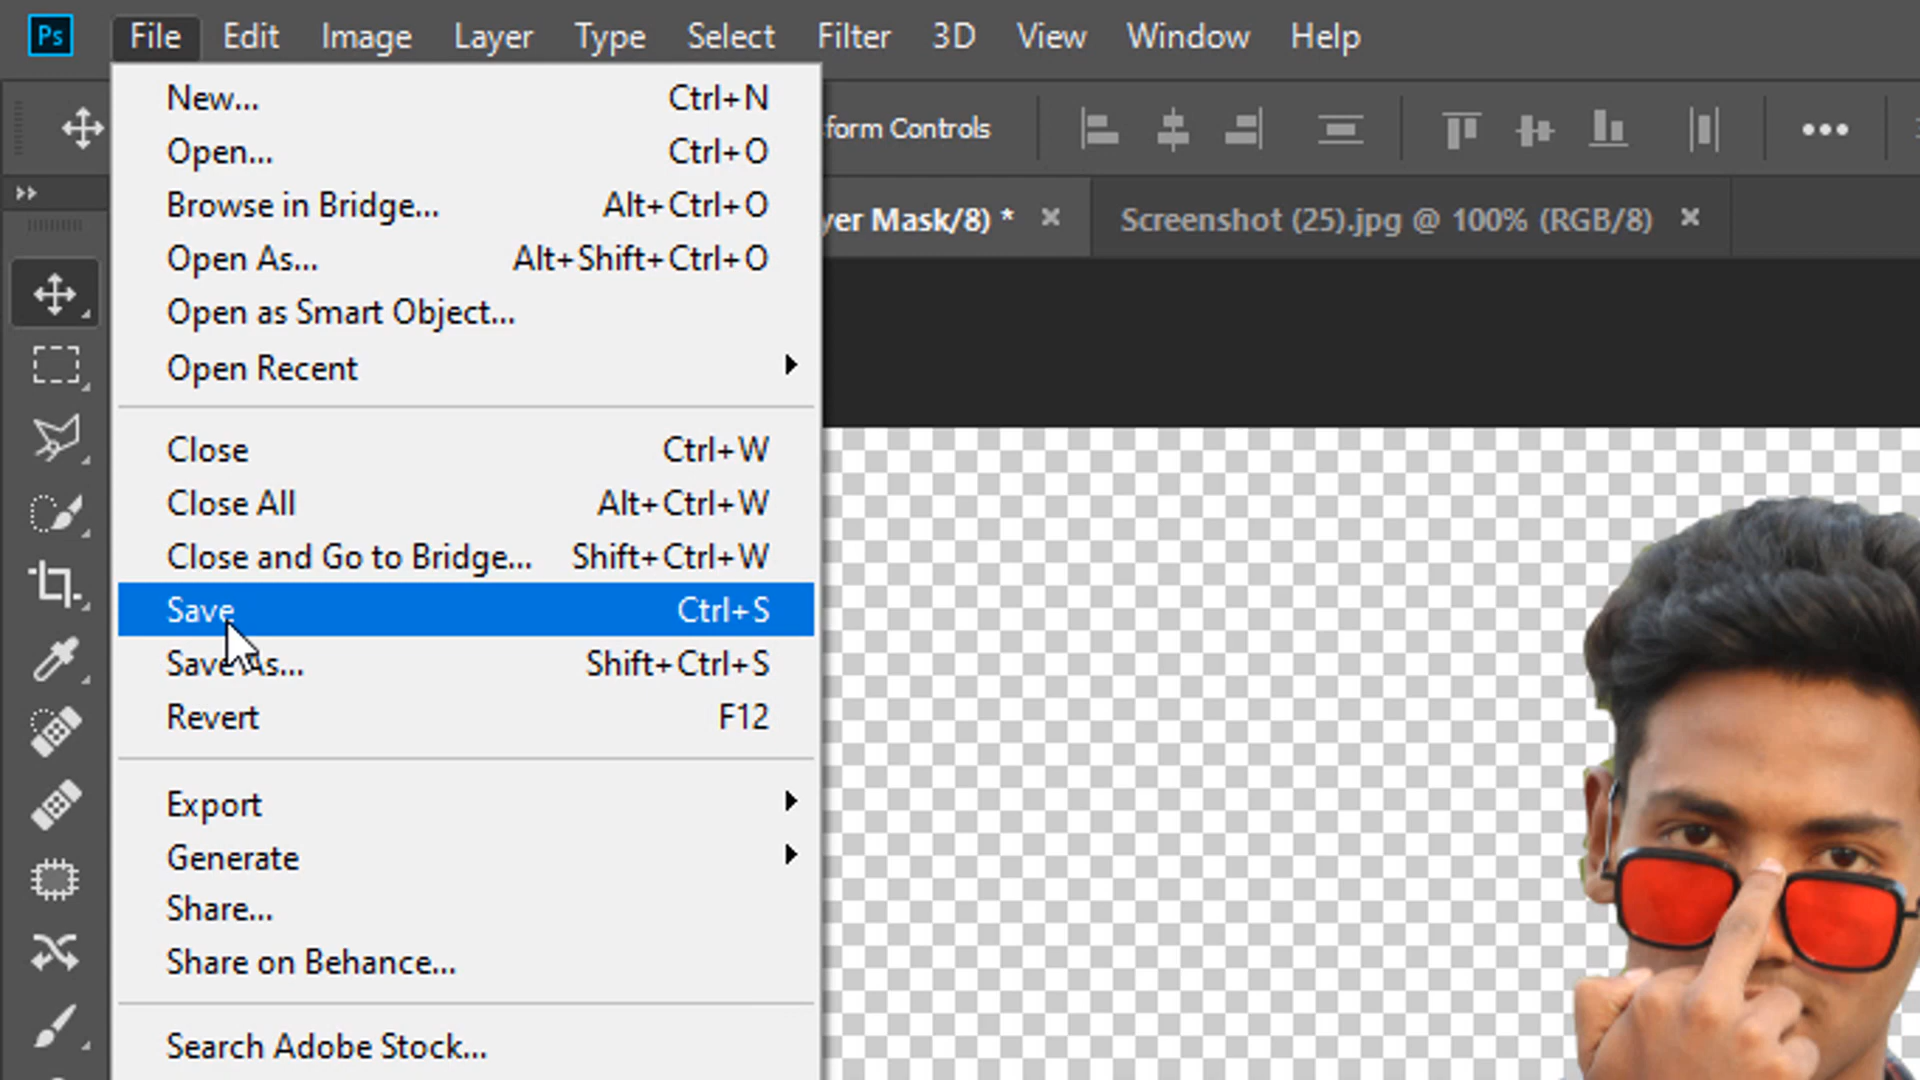 Ps File Edit Image Layer Type Select Filter 3D View Window Help
form Controls
yer Mask/8) * × Screenshot (25).jpg @ 100% (RGB/8) ×
New... Ctrl+N
Open... Ctrl+O
Browse in Bridge... Alt+Ctrl+O
Open As... Alt+Shift+Ctrl+O
Open as Smart Object...
Open Recent
Close Ctrl+W
Close All Alt+Ctrl+W
Close and Go to Bridge... Shift+Ctrl+W
Save Ctrl+S
Save As... Shift+Ctrl+S
Revert F12
Export
Generate
Share...
Share on Behance...
Search Adobe Stock...